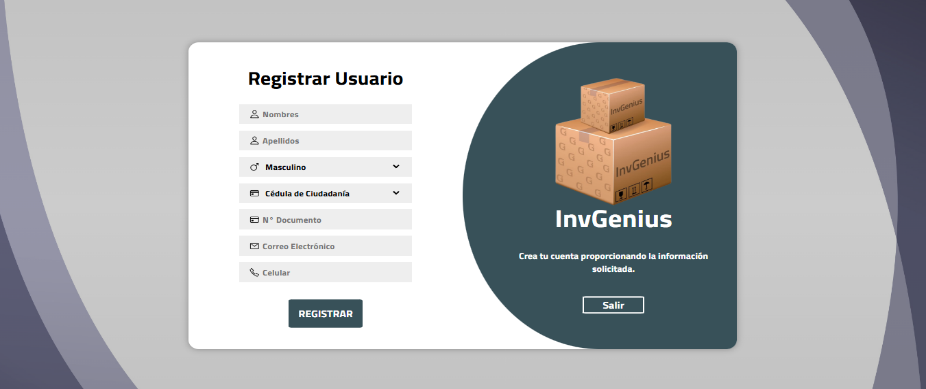 Registrar Usuario
Nombres
Apellidos
Masculino
Cédula de Ciudadanía
N° Documento
Correo Electrónico
Celular
REGISTRAR
InvGenius
InvGenius
InvGenius
Crea tu cuenta proporcionando la información
solicitada.
Salir